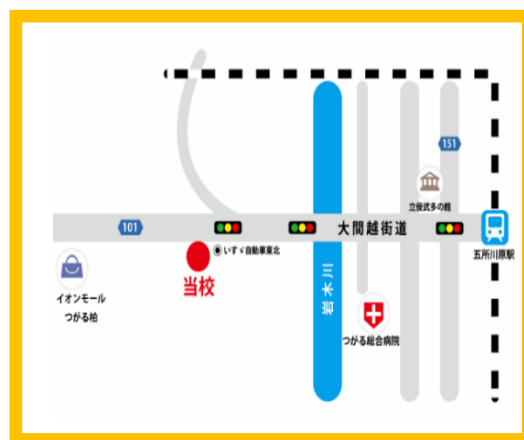 151
立佞武多の館
101
大間越街道
いすゞ自動車東北
五所川原駅
当校
イオンモール
つがる柏
岩木川
つがる総合病院